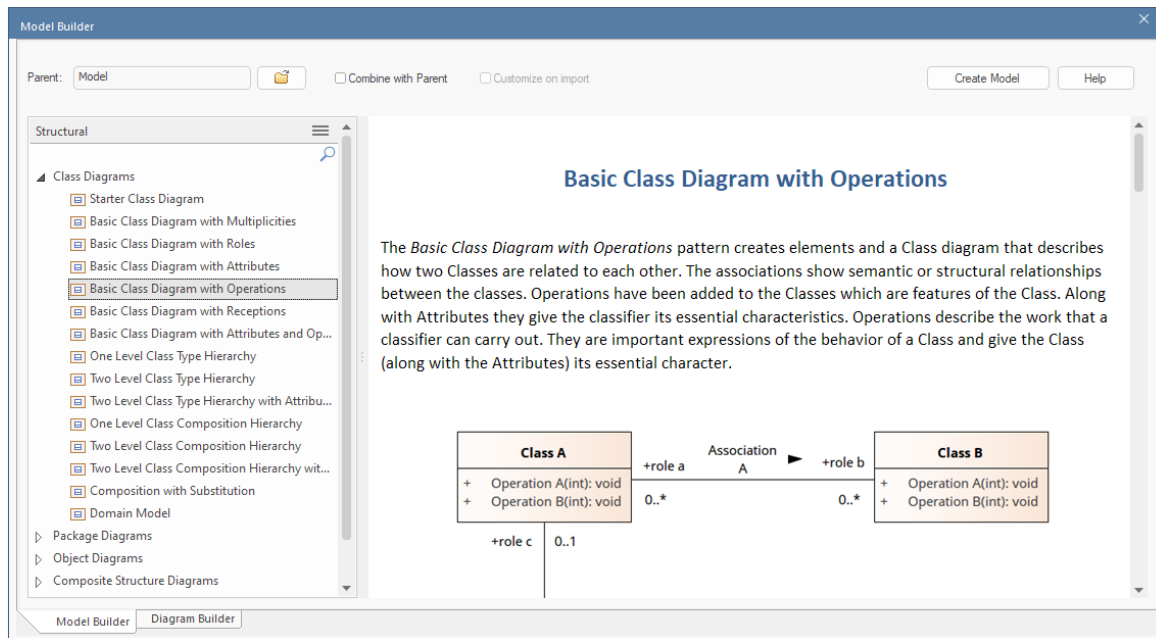 Model Builder
Parent:
Model
Combine with Parent
Customize on import
Create Model
Help
Structural
Class Diagrams
Starter Class Diagram
Basic Class Diagram with Multiplicities
Basic Class Diagram with Roles
Basic Class Diagram with Attributes
Basic Class Diagram with Operations
Basic Class Diagram with Receptions
Basic Class Diagram with Attributes and Op...
One Level Class Type Hierarchy
Two Level Class Type Hierarchy
Two Level Class Type Hierarchy with Attribu...
One Level Class Composition Hierarchy
Two Level Class Composition Hierarchy
Two Level Class Composition Hierarchy wit...
Composition with Substitution
Domain Model
Package Diagrams
Object Diagrams
Composite Structure Diagrams
Basic Class Diagram with Operations
The Basic Class Diagram with Operations pattern creates elements and a Class diagram that describes
how two Classes are related to each other. The associations show semantic or structural relationships
between the classes. Operations have been added to the Classes which are features of the Class. Along
with Attributes they give the classifier its essential characteristics. Operations describe the work that a
classifier can carry out. They are important expressions of the behavior of a Class and give the Class
(along with the Attributes) its essential character.
Class A
+ Operation A(int): void
+ Operation B(int): void
+role a
0..*
Association
A
+role b
0..*
Class B
+ Operation A(int): void
+ Operation B(int): void
+role c
0..1
Model Builder
Diagram Builder